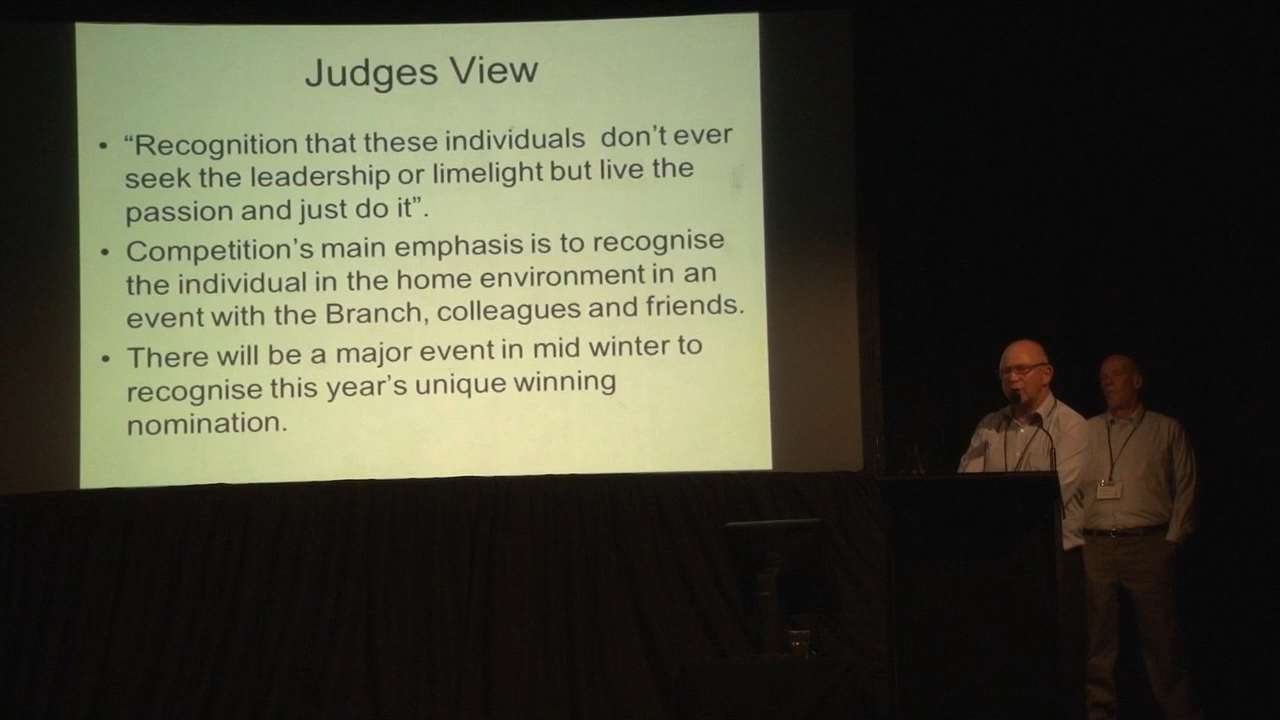 Judges View
• “Recognition that these individuals  don’t ever
seek the leadership or limelight but live the
passion and just do it”.
• Competition’s main emphasis is to recognise
the individual in the home environment in an
event with the Branch, colleagues and friends.
• There will be a major event in mid winter to
recognise this year’s unique winning
nomination.